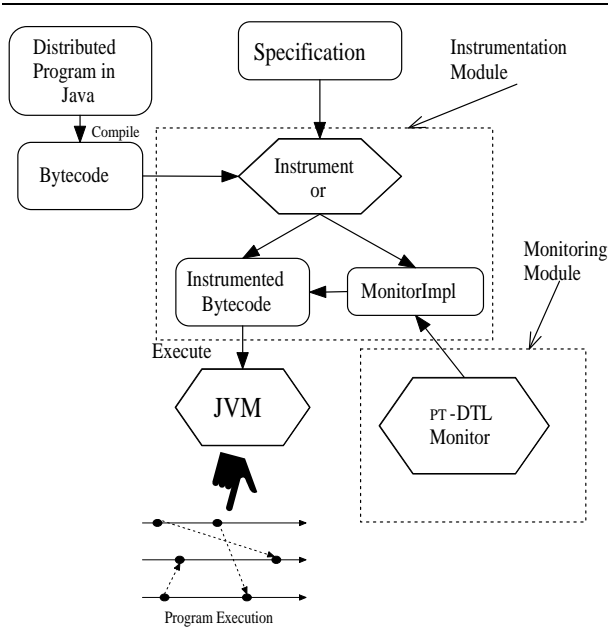 Distributed
Program in
Java
Specification
Instrumentation
Module
Compile
Bytecode
Instrument
or
Monitoring
Module
Instrumented
Bytecode
MonitorImpl
Execute
JVM
PT-DTL
Monitor
Program Execution